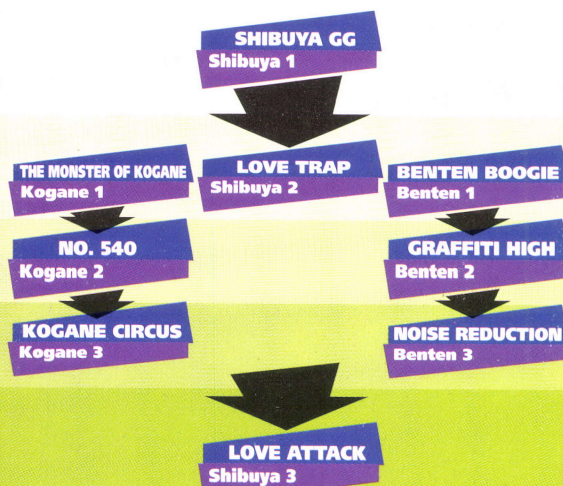 SHIBUYA GG
Shibuya 1
THE MONSTER OF KOGANE
Kogane 1
LOVE TRAP
Shibuya 2
BENTEN BOOGIE
Benten 1
NO. 540
Kogane 2
GRAFFITI HIGH
Benten 2
KOGANE CIRCUS
Kogane 3
NOISE REDUCTION
Benten 3
LOVE ATTACK
Shibuya 3